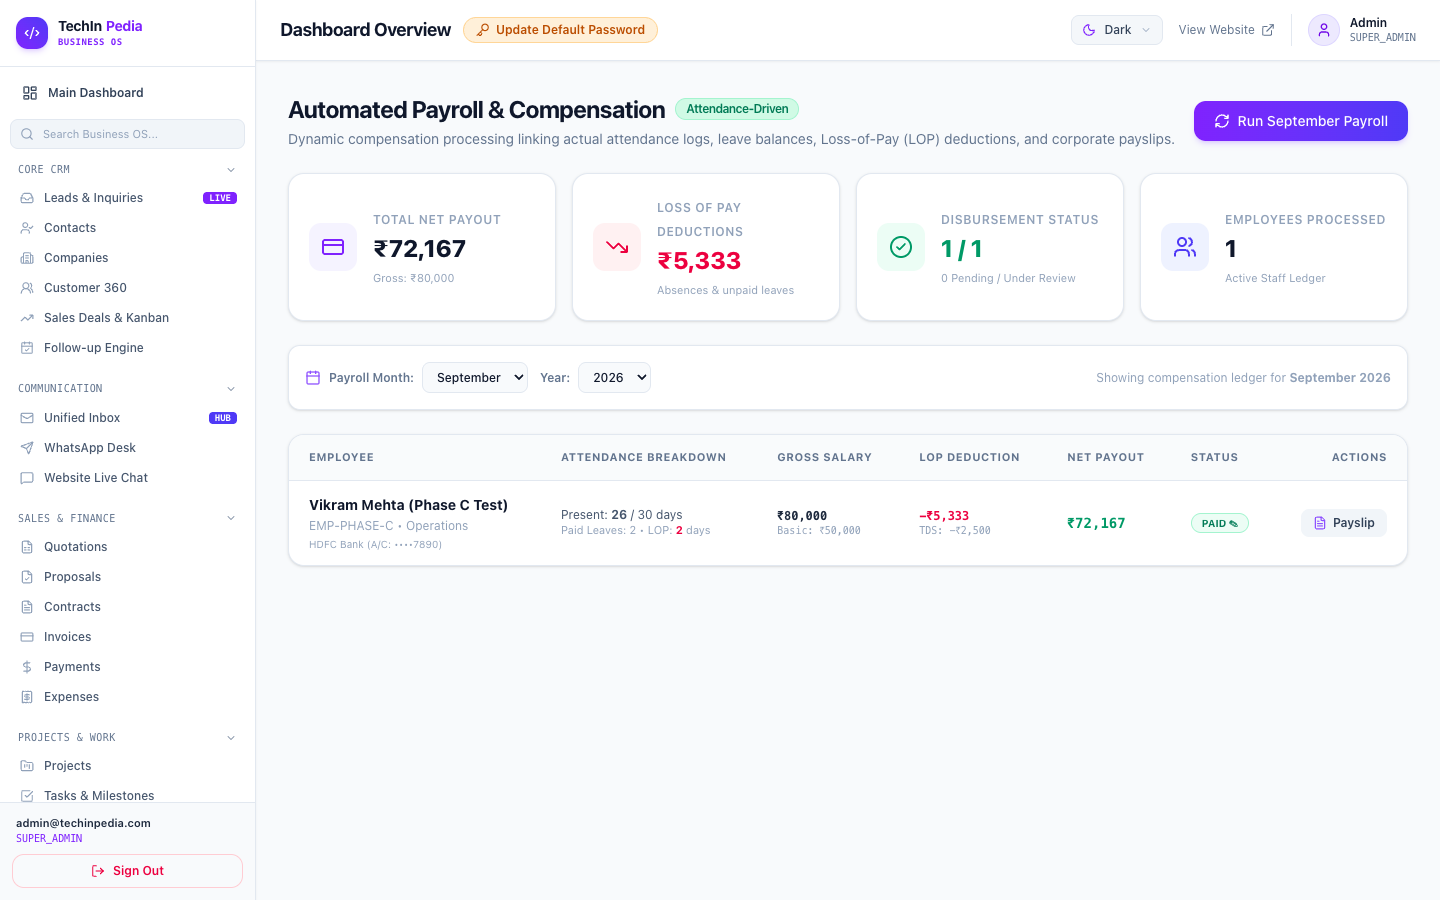 TechIn Pedia
BUSINESS OS
Main Dashboard
Search Business OS...
CORE CRM
Leads & Inquiries LIVE
Contacts
Companies
Customer 360
Sales Deals & Kanban
Follow-up Engine
COMMUNICATION
Unified Inbox HUB
WhatsApp Desk
Website Live Chat
SALES & FINANCE
Quotations
Proposals
Contracts
Invoices
Payments
Expenses
PROJECTS & WORK
Projects
Tasks & Milestones
admin@techinpedia.com
SUPER_ADMIN
Sign Out
Dashboard Overview Update Default Password
Dark View Website Admin
SUPER_ADMIN
Automated Payroll & Compensation Attendance-Driven
Dynamic compensation processing linking actual attendance logs, leave balances, Loss-of-Pay (LOP) deductions, and corporate payslips.
Run September Payroll
TOTAL NET PAYOUT
₹72,167
Gross: ₹80,000
LOSS OF PAY
DEDUCTIONS
₹5,333
Absences & unpaid leaves
DISBURSEMENT STATUS
1 / 1
0 Pending / Under Review
EMPLOYEES PROCESSED
1
Active Staff Ledger
Payroll Month: September Year: 2026 Showing compensation ledger for September 2026
EMPLOYEE ATTENDANCE BREAKDOWN GROSS SALARY LOP DEDUCTION NET PAYOUT STATUS ACTIONS
Vikram Mehta (Phase C Test)
EMP-PHASE-C • Operations
HDFC Bank (A/C: ••••7890)
Present: 26 / 30 days
Paid Leaves: 2 • LOP: 2 days
₹80,000
Basic: ₹50,000
−₹5,333
TDS: −₹2,500
₹72,167
PAID ✎
Payslip